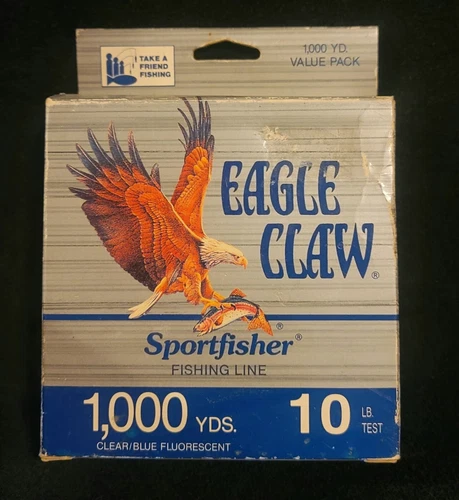 TAKE A
FRIEND
FISHING
1,000 YD.
VALUE PACK
EAGLE
CLAW®
Sportfisher®
FISHING LINE
1,000 YDS.
CLEAR/BLUE FLUORESCENT
10 LB.
TEST